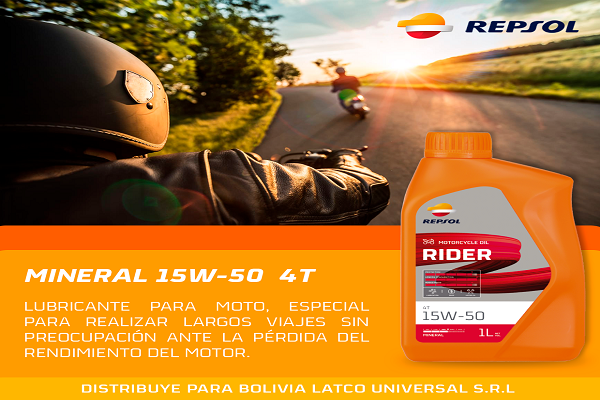 REPSOL
REPSOL
MOTORCYCLE OIL
RIDER
4T
15W-50
MINERAL
1L
MINERAL 15W-50 4T
LUBRICANTE PARA MOTO, ESPECIAL
PARA REALIZAR LARGOS VIAJES SIN
PREOCUPACIÓN ANTE LA PÉRDIDA DEL
RENDIMIENTO DEL MOTOR.
DISTRIBUYE PARA BOLIVIA LATCO UNIVERSAL S.R.L